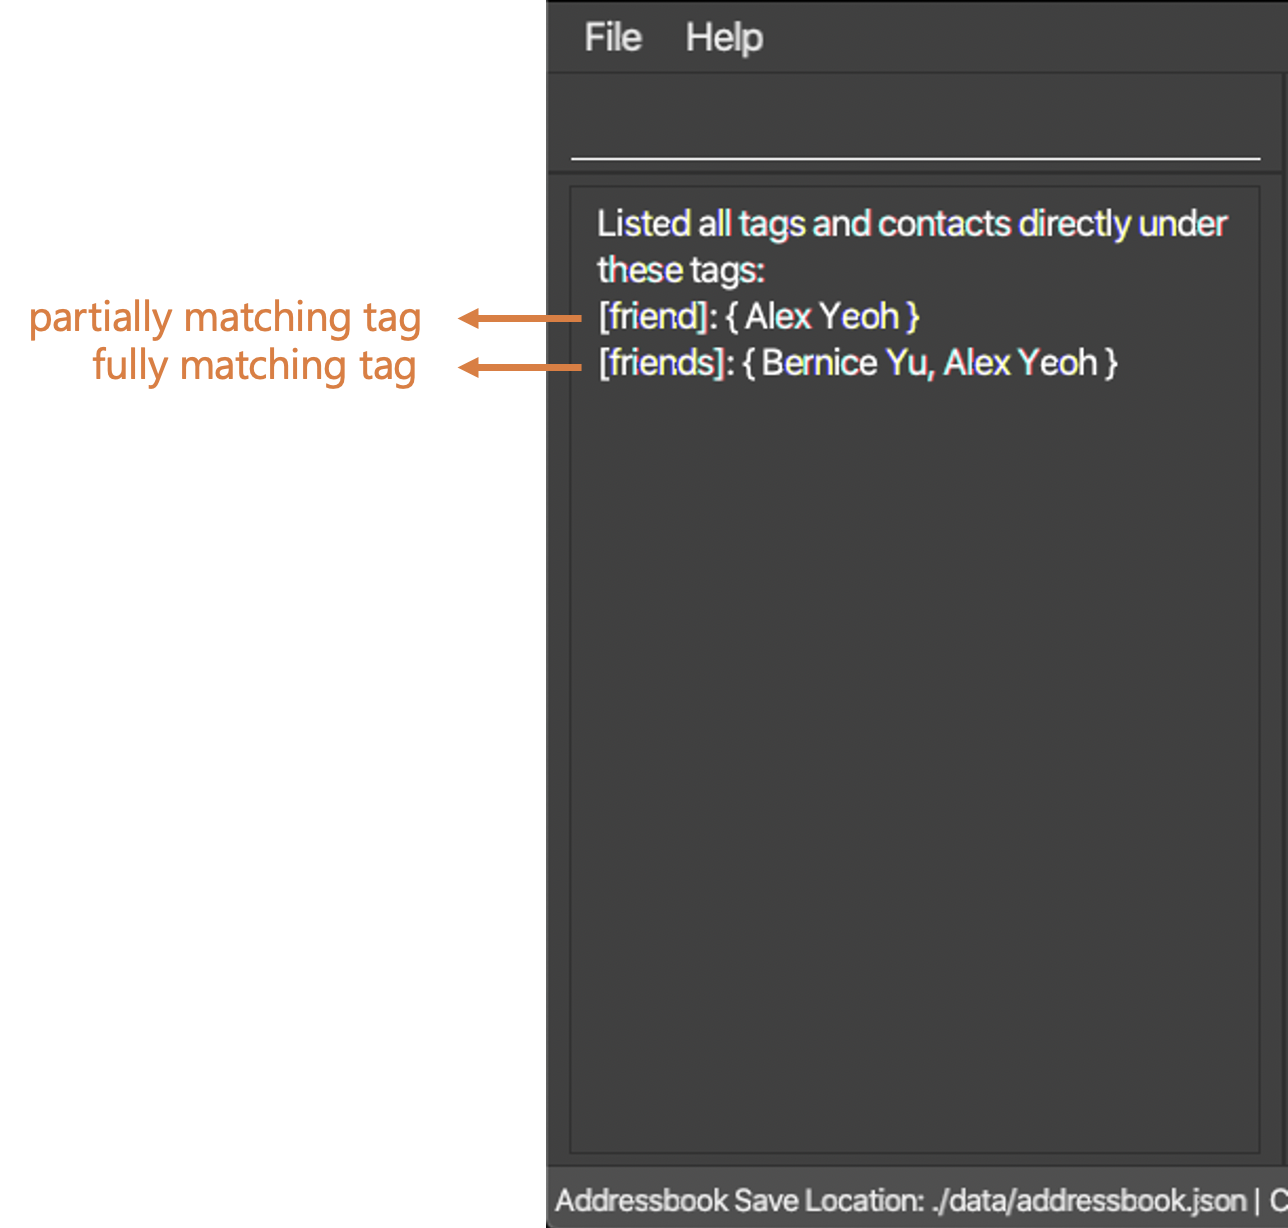 File Help
Listed all tags and contacts directly under
these tags:
partially matching tag
[friend]: { Alex Yeoh }
fully matching tag
[friends]: { Bernice Yu, Alex Yeoh }
Addressbook Save Location: ./data/addressbook.json |